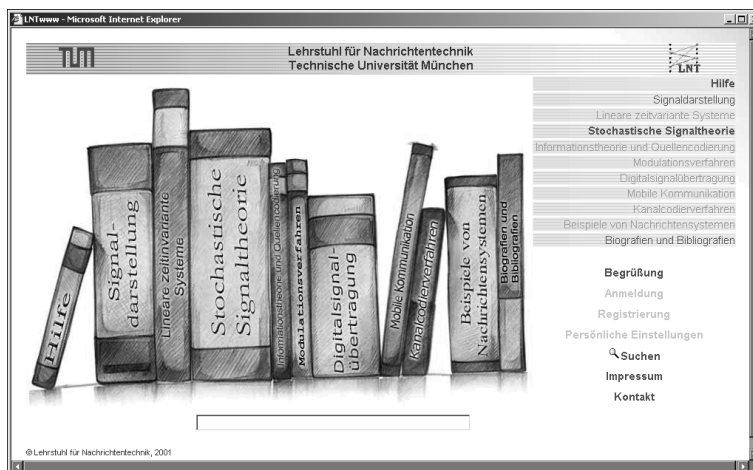 LNTwww - Microsoft Internet Explorer
TUM
Lehrstuhl für Nachrichtentechnik
Technische Universität München
LNT
Hilfe
Signaldarstellung
Lineare zeitvariante Systeme
Stochastische Signaltheorie
Informationstheorie und Quellencodierung
Modulationsverfahren
Digitalsignalübertragung
Mobile Kommunikation
Kanalcodierverfahren
Beispiele von Nachrichtensystemen
Biografien und Bibliografien
Begrüßung
Anmeldung
Registrierung
Persönliche Einstellungen
Suchen
Impressum
Kontakt
Hilfe
Signal-
darstellung
Lineare zeitinvariante
Systeme
Stochastische
Signaltheorie
Informationstheorie und Quellencodierung
Modulationsverfahren
Digitalsignal-
übertragung
Mobile Kommunikation
Kanalcodierverfahren
Beispiele von
Nachrichtensystemen
Biografien und
Bibliografien
© Lehrstuhl für Nachrichtentechnik, 2001